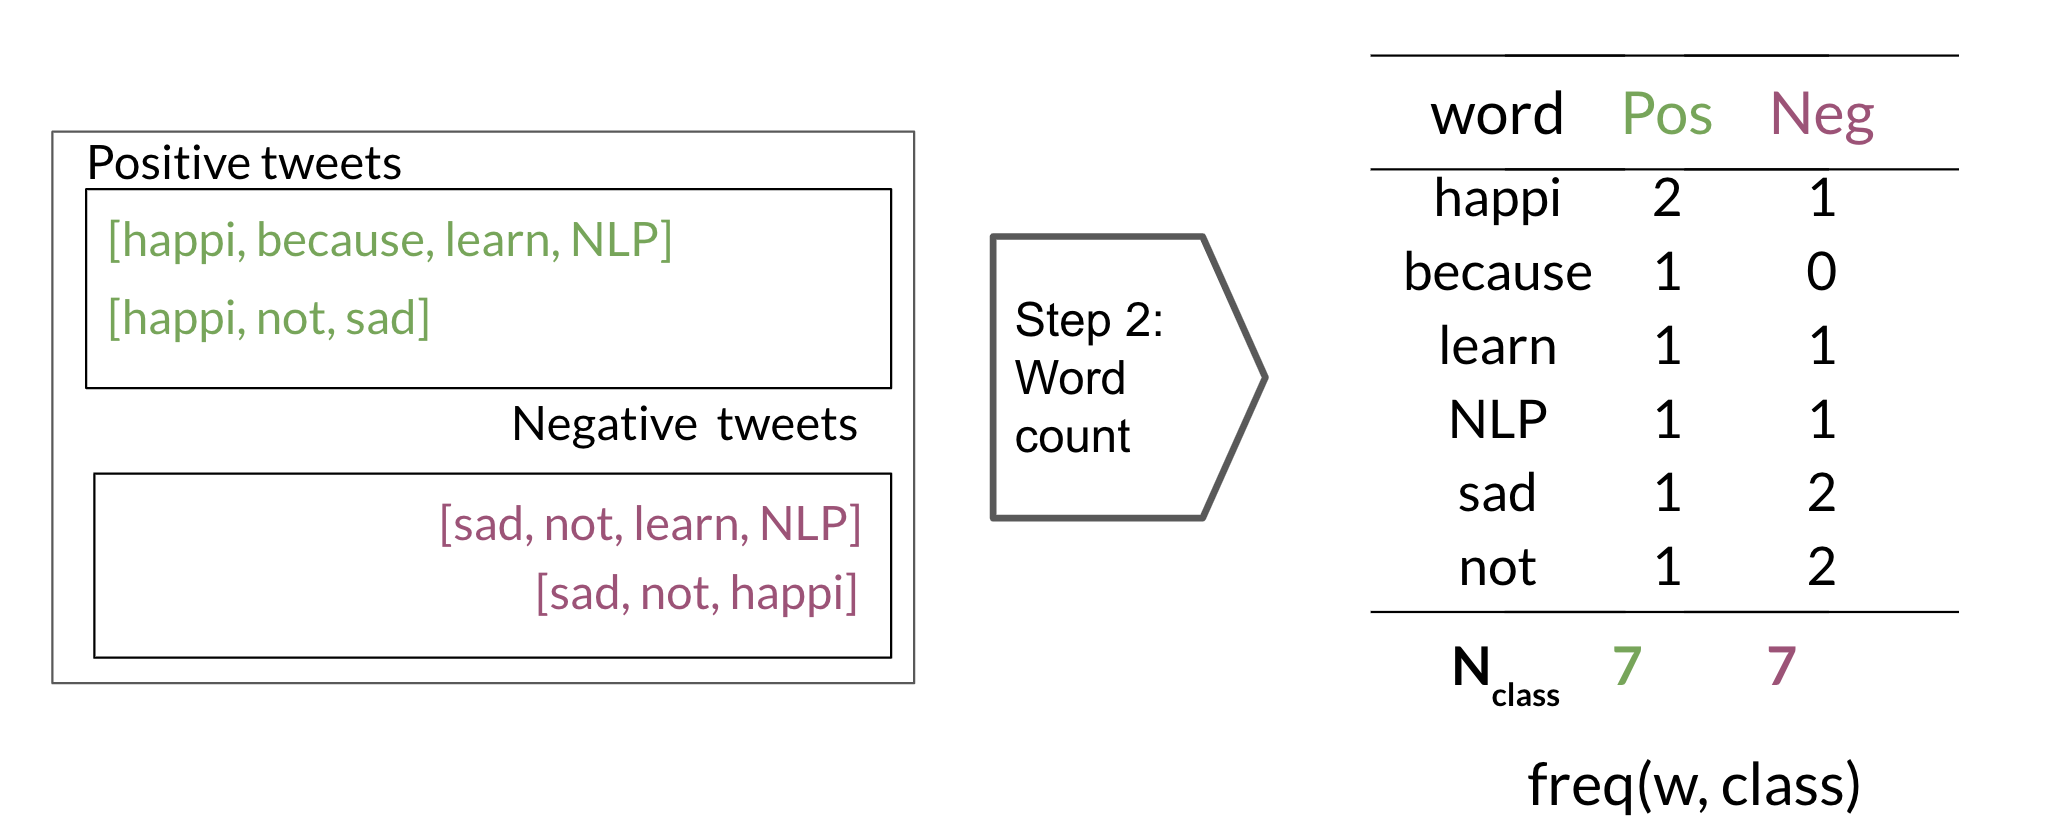 Positive tweets
[happi, because, learn, NLP]
[happi, not, sad]
Negative tweets
[sad, not, learn, NLP]
[sad, not, happi]
Step 2:
Word
count
word Pos Neg
happi 2 1
because 1 0
learn 1 1
NLP 1 1
sad 1 2
not 1 2
Nclass 7 7
freq(w, class)